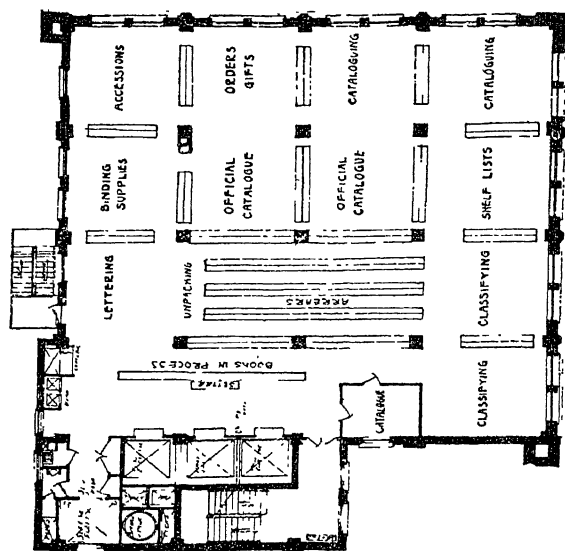 ACCESSIONS
ORDERS
GIFTS
CATALOGUING
CATALOGUING
BINDING
SUPPLIES
OFFICIAL
CATALOGUE
OFFICIAL
CATALOGUE
SHELF LISTS
LETTERING
UNPACKING
ARREARS
CLASSIFYING
BOOKS IN PROCESS
CATALOGUE
CLASSIFYING